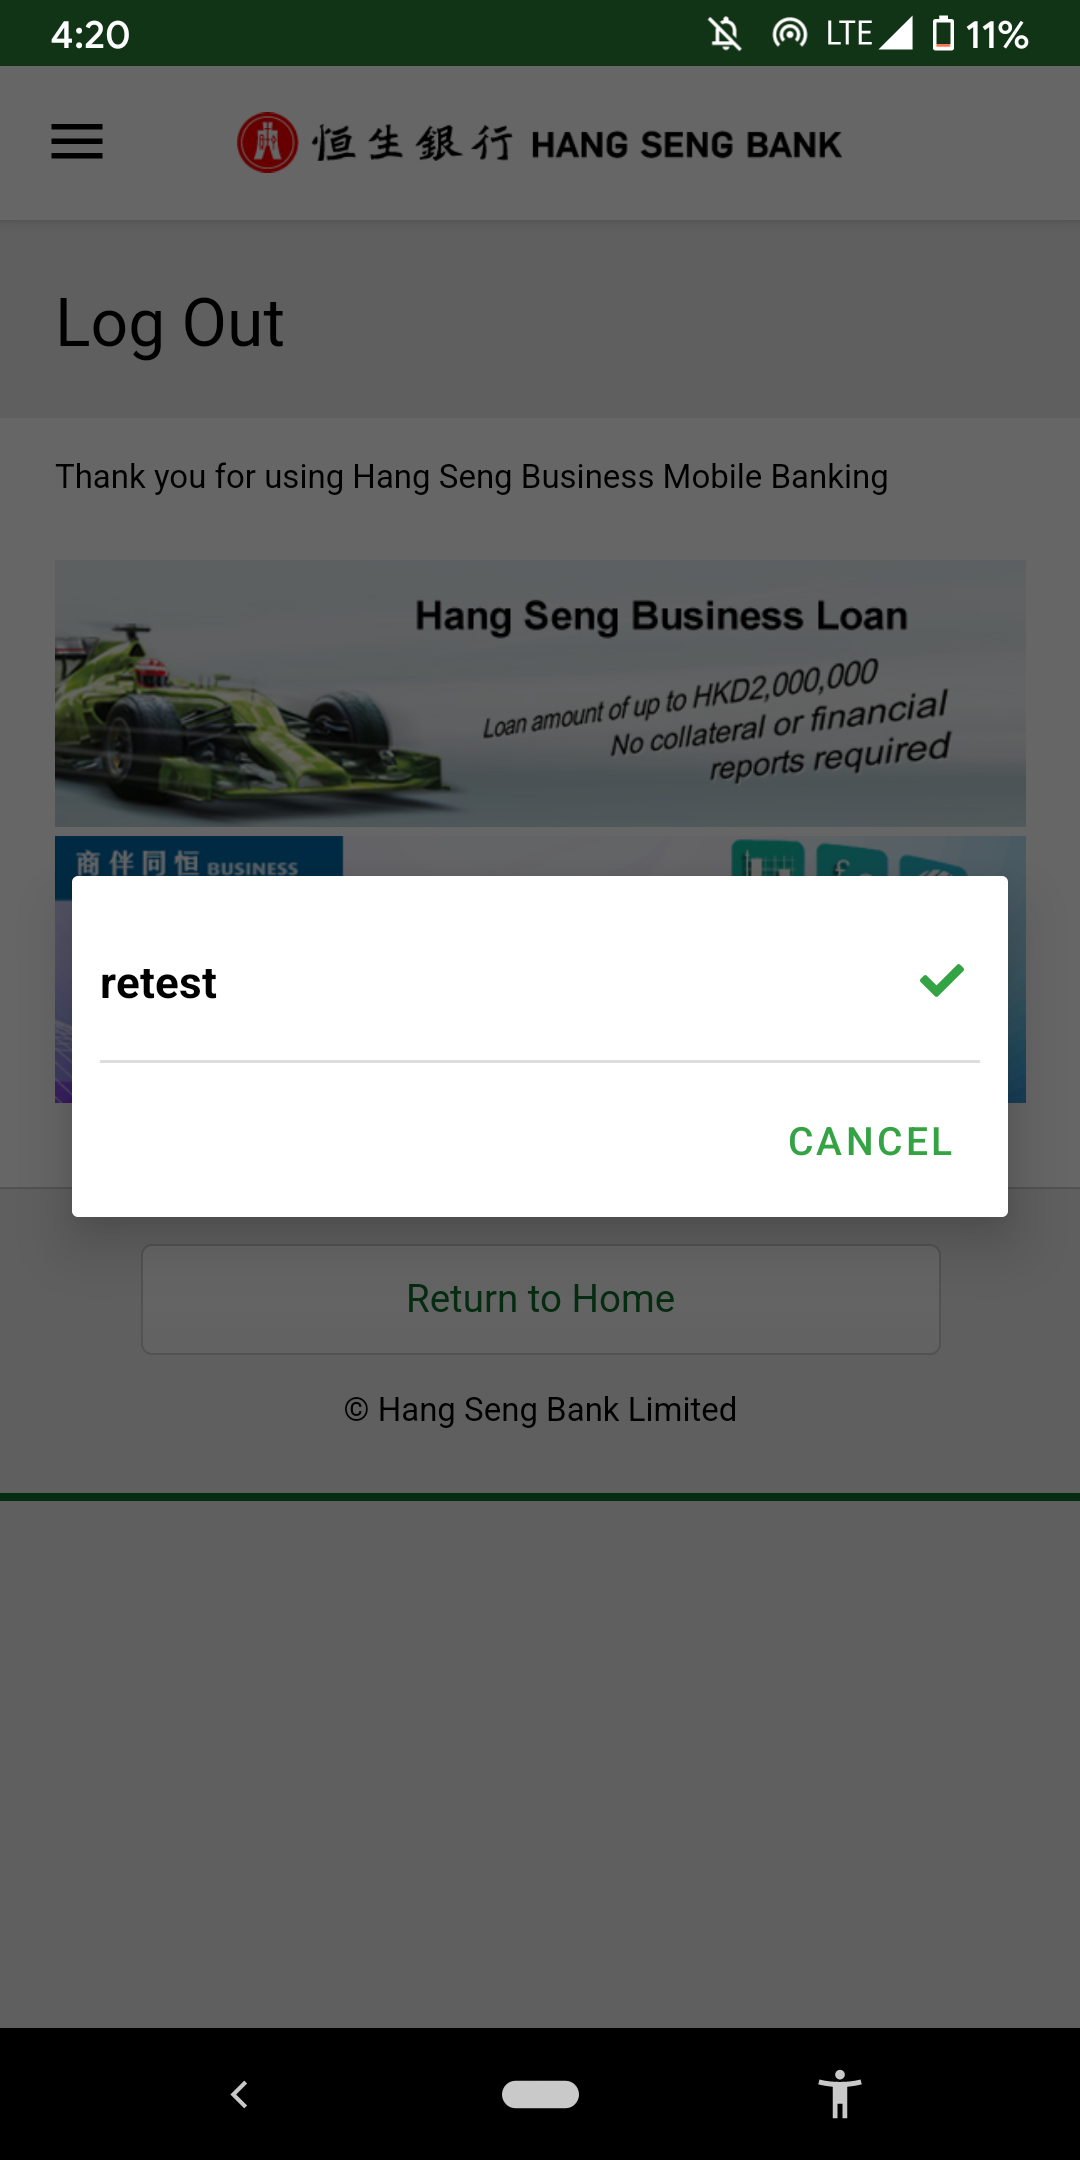 4:20 LTE 11%
恒生銀行 HANG SENG BANK
Log Out
Thank you for using Hang Seng Business Mobile Banking
Hang Seng Business Loan
Loan amount of up to HKD2,000,000
No collateral or financial
reports required
商伴同恒 BUSINESS
£
retest
CANCEL
Return to Home
© Hang Seng Bank Limited